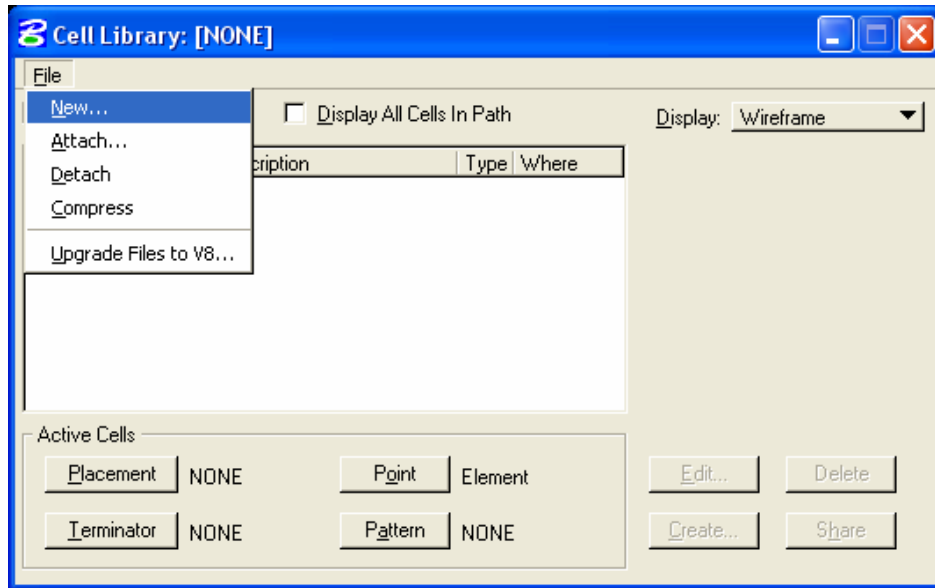 Cell Library: [NONE]
File
New...
Display All Cells In Path
Display: Wireframe
Attach...
cription Type Where
Detach
Compress
Upgrade Files to V8...
Active Cells
Placement NONE Point Element Edit... Delete
Terminator NONE Pattern NONE Create... Share